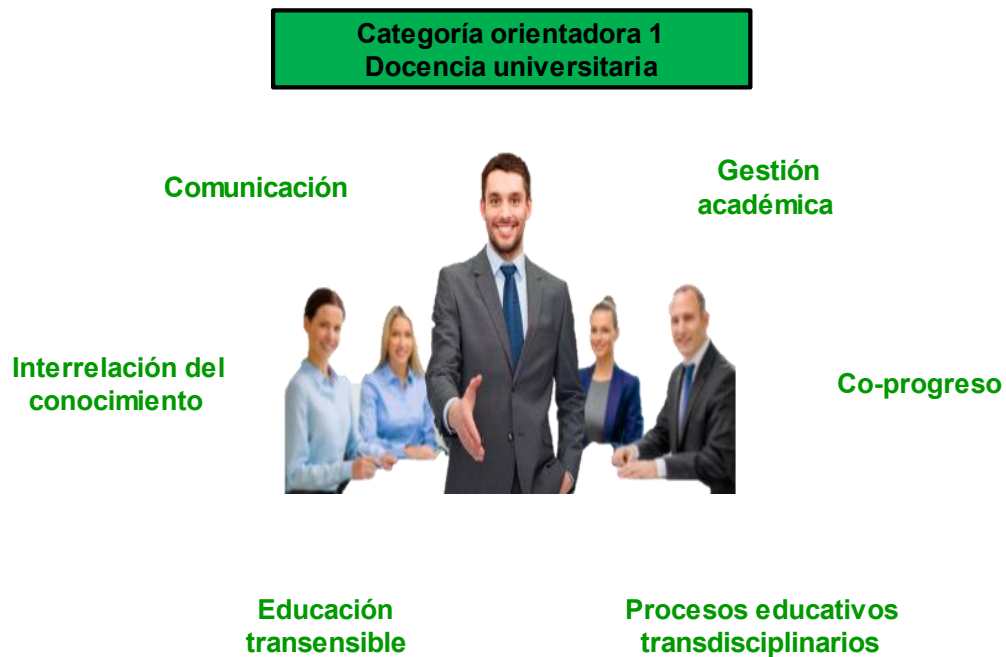 Categoría orientadora 1
Docencia universitaria
Comunicación
Gestión
académica
Interrelación del
conocimiento
Co-progreso
Educación
transensible
Procesos educativos
transdisciplinarios